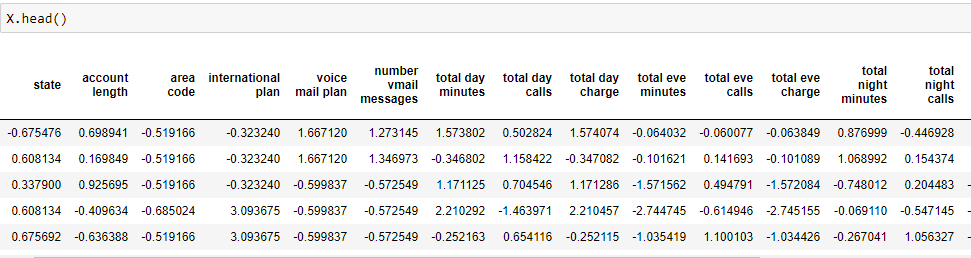 X.head()
state account length area code international plan voice mail plan number vmail messages total day minutes total day calls total day charge total eve minutes total eve calls total eve charge total night minutes total night calls
-0.675476 0.698941 -0.519166 -0.323240 1.667120 1.273145 1.573802 0.502824 1.574074 -0.064032 -0.060077 -0.063849 0.876999 -0.446928
0.608134 0.169849 -0.519166 -0.323240 1.667120 1.346973 -0.346802 1.158422 -0.347082 -0.101621 0.141693 -0.101089 1.068992 0.154374
0.337900 0.925695 -0.519166 -0.323240 -0.599837 -0.572549 1.171125 0.704546 1.171286 -1.571562 0.494791 -1.572084 -0.748012 0.204483
0.608134 -0.409634 -0.685024 3.093675 -0.599837 -0.572549 2.210292 -1.463971 2.210457 -2.744745 -0.614946 -2.745155 -0.069110 -0.547145
0.675692 -0.636388 -0.519166 3.093675 -0.599837 -0.572549 -0.252163 0.654116 -0.252115 -1.035419 1.100103 -1.034426 -0.267041 1.056327